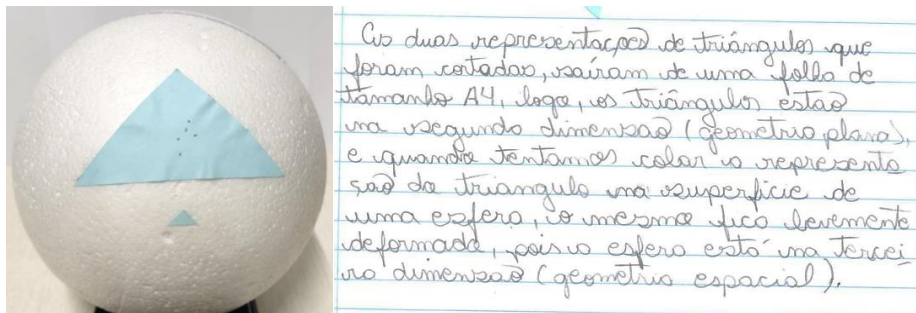 As duas representações de triângulos que
foram cortadas, saíram de uma folha de
tamanho A4, logo, os triângulos estão
na segunda dimensão (geometria plana),
e quando tentamos colar a representa
ção do triangulo na superfície de
uma esfera, o mesmo fica levemente
deformado, pois a esfera está na tercei
ra dimensão (geometria espacial).